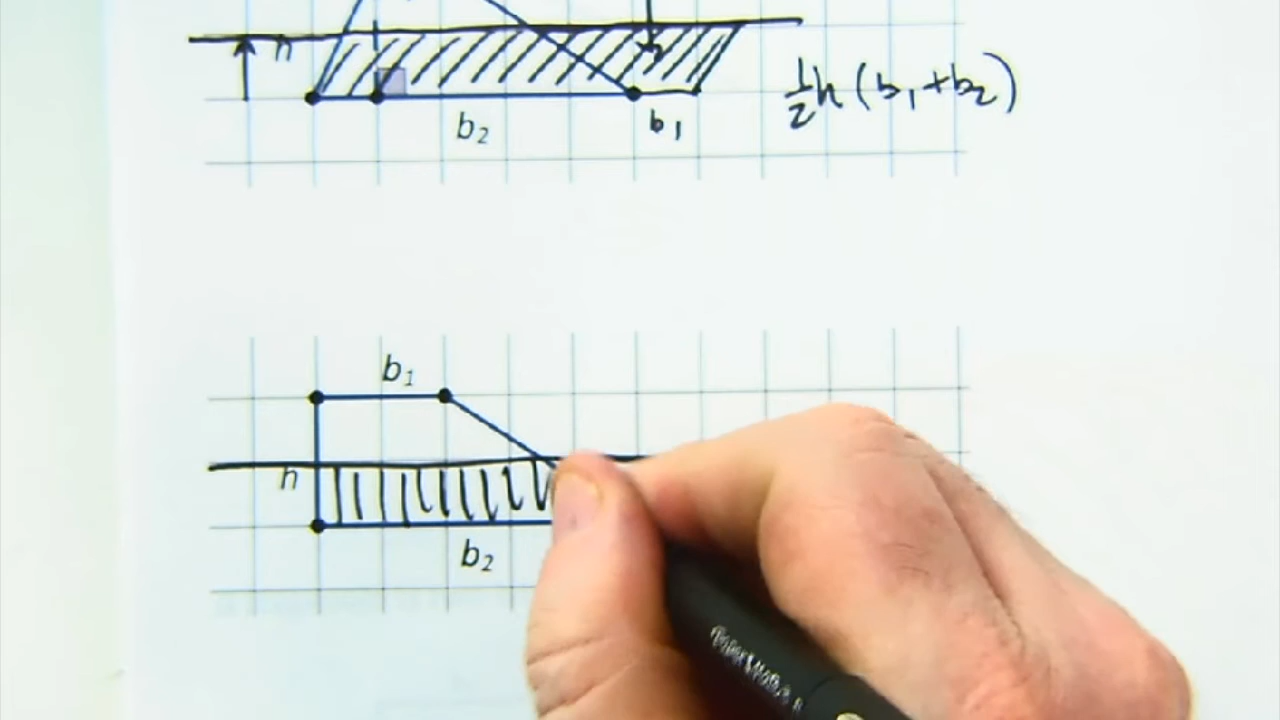 h
½h (b₁+b₂)
b₂
b₁
b₁
h
b₂